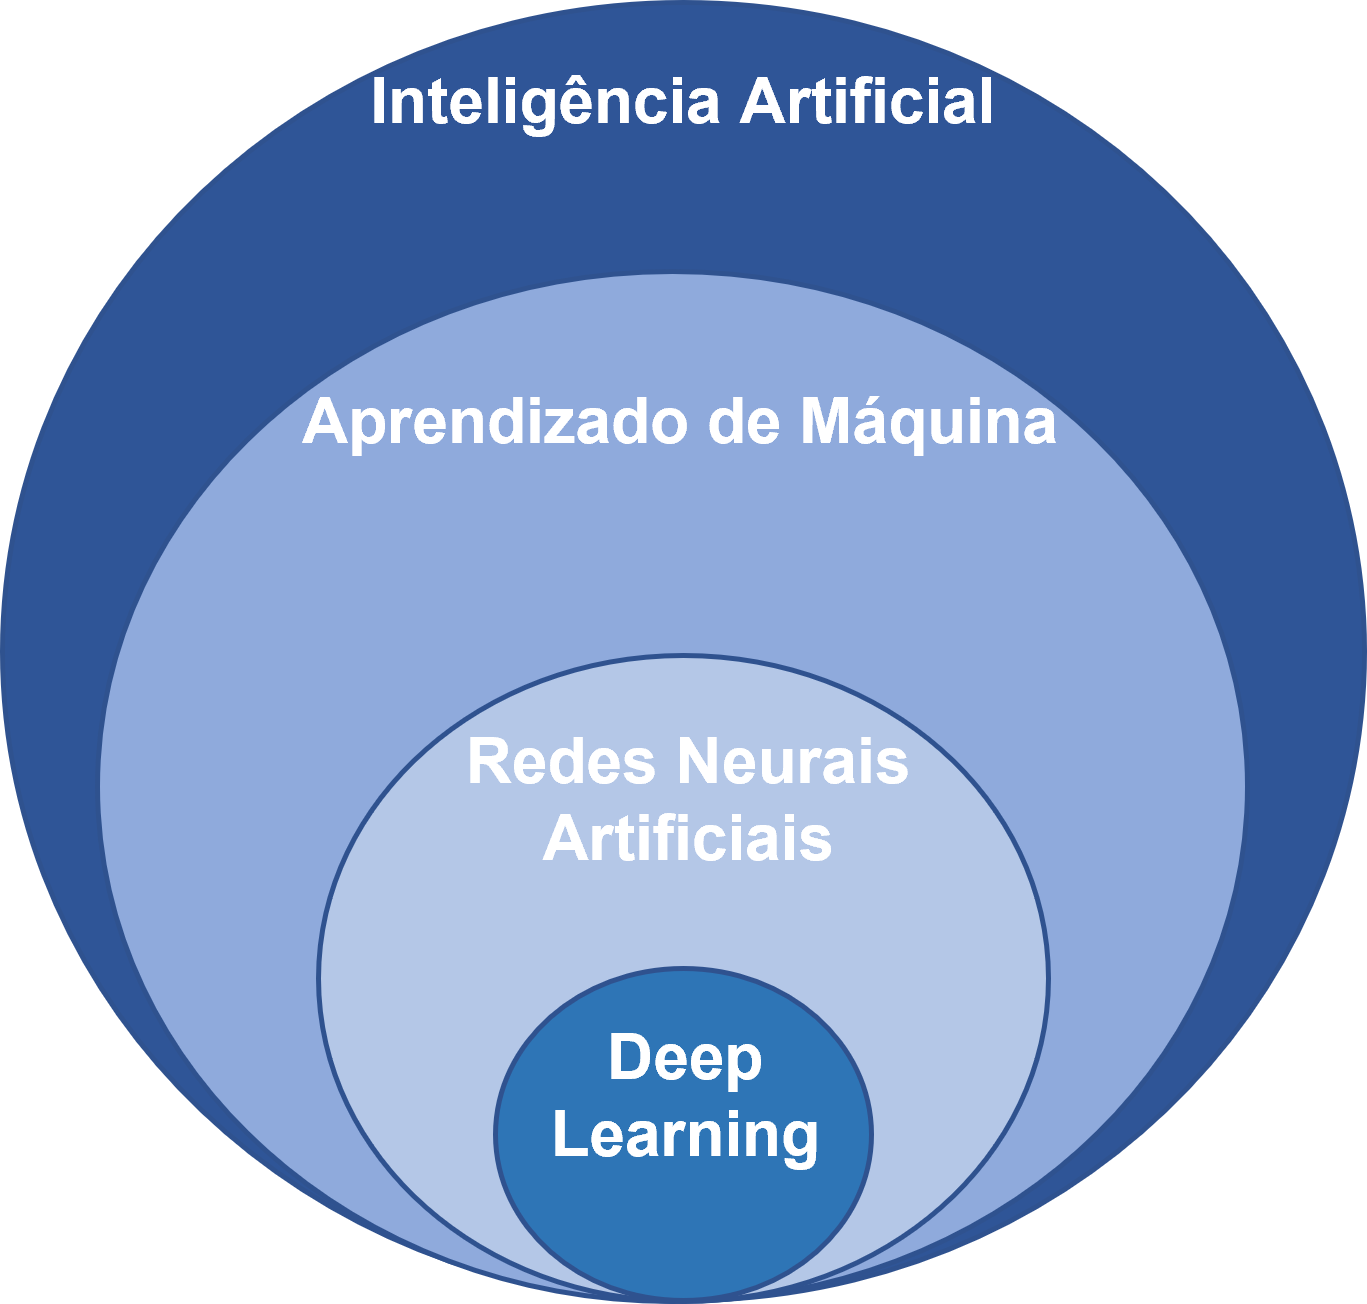 Inteligência Artificial
Aprendizado de Máquina
Redes Neurais
Artificiais
Deep
Learning